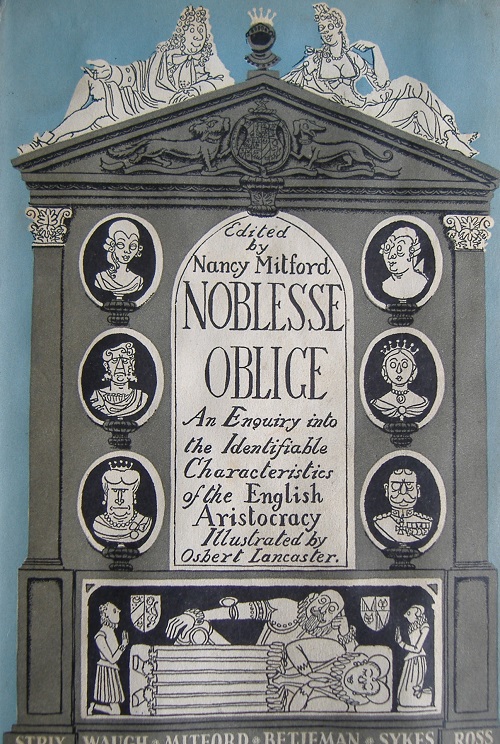 Edited
by
Nancy Mitford
NOBLESSE
OBLIGE
An Enquiry into
the Identifiable
Characteristics
of the English
Aristocracy
Illustrated by
Osbert Lancaster.
STRIX WAUGH • MITFORD • BETJEMAN • SYKES ROSS